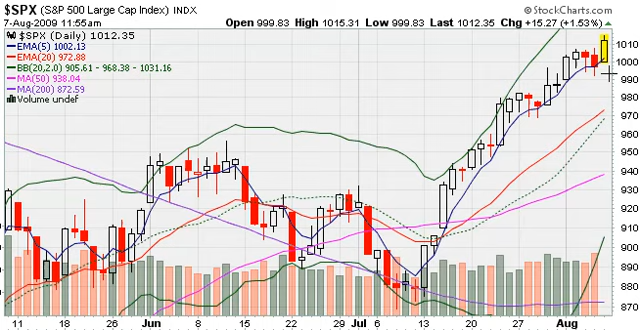 $SPX (S&P 500 Large Cap Index) INDX
© StockCharts.com
7-Aug-2009 11:55am
Open 999.83 High 1015.31 Low 999.83 Last 1012.35 Chg +15.27 (+1.53%)
$SPX (Daily) 1012.35
EMA(5) 1002.13
EMA(20) 972.88
BB(20,2.0) 905.61 - 968.38 - 1031.16
MA(50) 938.04
MA(200) 872.59
Volume undef
1010
1000
990
980
970
960
950
940
930
920
910
900
890
880
870
11 18 26 Jun 8 15 22 29 Jul 6 13 20 27 Aug